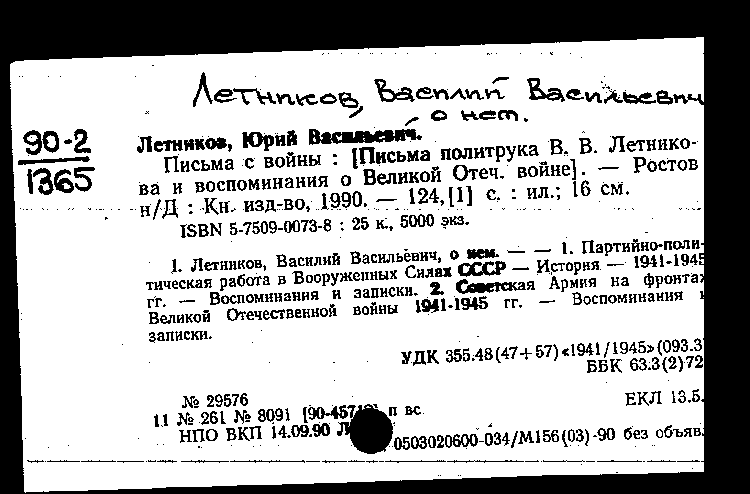 Летников, Василий Васильевич
, о нем.
90-2
1365
Летников, Юрий Васильевич.
Письма с войны : [Письма политрука В. В. Летнико-
ва и воспоминания о Великой Отеч. войне]. — Ростов
н/Д : Кн. изд-во, 1990. — 124,[1] с. : ил.; 16 см.
ISBN 5-7509-0073-8 : 25 к., 5000 экз.
1. Летников, Василий Васильевич, о нем. — — 1. Партийно-поли-
тическая работа в Вооруженных Силах СССР — История — 1941-1945
гг. — Воспоминания и записки. 2. Советская Армия на фронтах
Великой Отечественной войны 1941-1945 гг. — Воспоминания и
записки.
УДК 355.48(47+57)«1941/1945»(093.3
ББК 63.3(2)72
№ 29576
ЕКЛ 13.5.
11 № 261 № 8091 п вс
НПО ВКП 14.09.90
0503020600-034/М156(03)-90 без объяв.